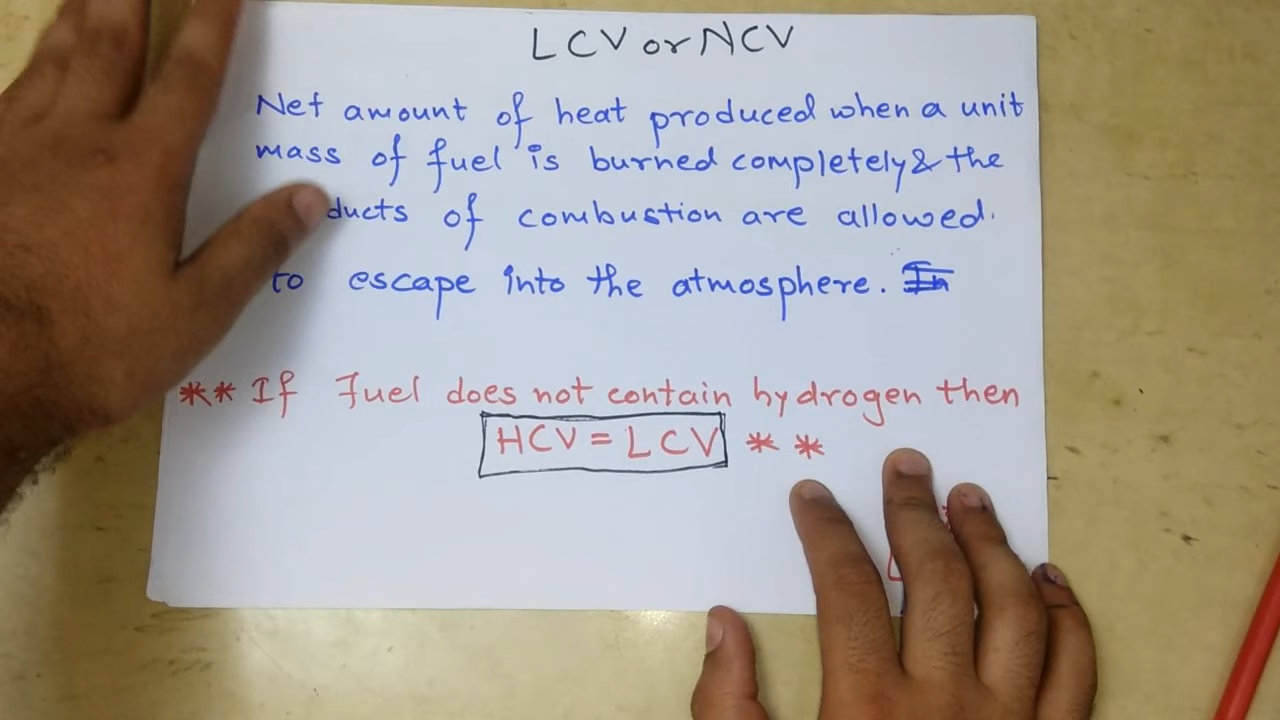 LCV or NCV
Net amount of heat produced when a unit
mass of fuel is burned completely & the
ducts of combustion are allowed.
to escape into the atmosphere.
** If Fuel does not contain hydrogen then
HCV = LCV **